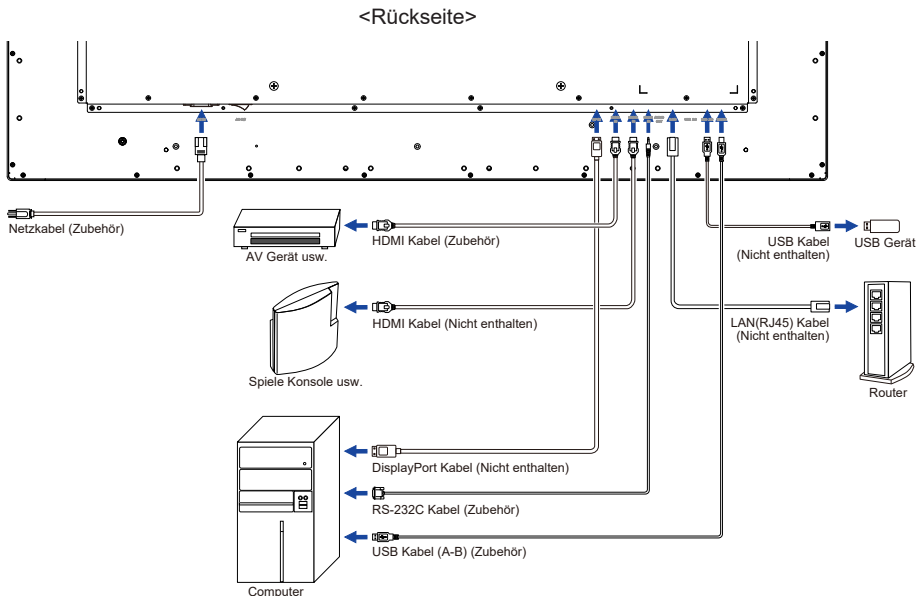 <Rückseite>
Netzkabel (Zubehör)
AV Gerät usw.
HDMI Kabel (Zubehör)
USB Kabel
(Nicht enthalten)
USB Gerät
Spiele Konsole usw.
HDMI Kabel (Nicht enthalten)
LAN(RJ45) Kabel
(Nicht enthalten)
Router
DisplayPort Kabel (Nicht enthalten)
RS-232C Kabel (Zubehör)
USB Kabel (A-B) (Zubehör)
Computer